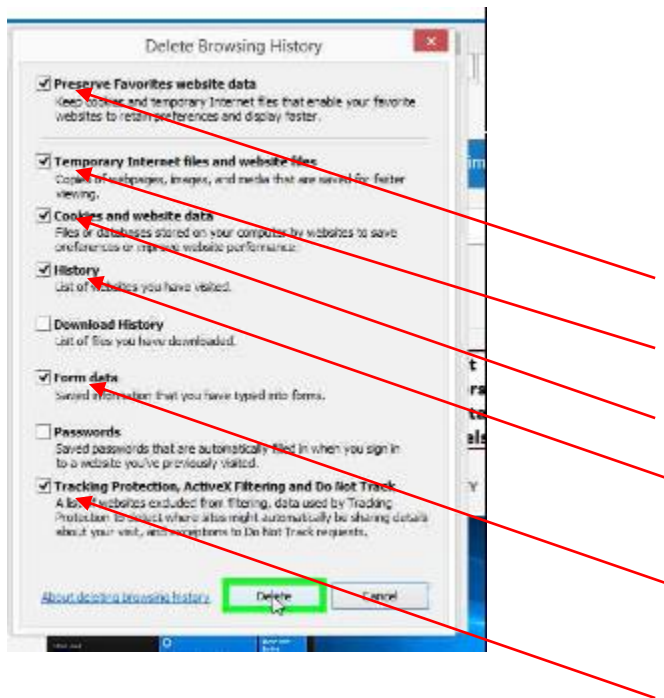 Delete Browsing History
Preserve Favorites website data
Keep cookies and temporary Internet files that enable your favorite
websites to retain preferences and display faster.
Temporary Internet files and website files
Copies of webpages, images, and media that are saved for faster
viewing.
Cookies and website data
Files or databases stored on your computer by websites to save
preferences or improve website performance.
History
List of websites you have visited.
Download History
List of files you have downloaded.
Form data
Saved information that you have typed into forms.
Passwords
Saved passwords that are automatically filled in when you sign in
to a website you've previously visited.
Tracking Protection, ActiveX Filtering and Do Not Track
A list of websites excluded from filtering, data used by Tracking
Protection to detect where sites might automatically be sharing details
about your visit, and exceptions to Do Not Track requests.
About deleting browsing history
Delete
Cancel